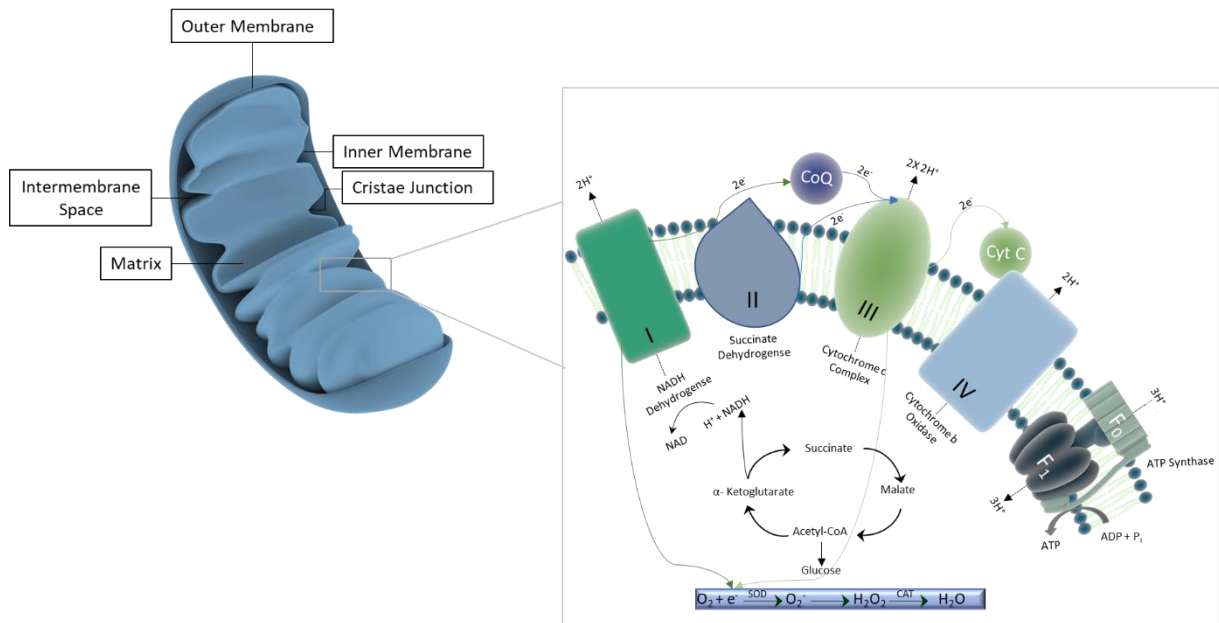 Outer Membrane
Inner Membrane
Cristae Junction
Intermembrane
Space
Matrix
2H⁺
2e⁻
CoQ
2e⁻
2e⁻
2X 2H⁺
2e⁻
Cyt C
2H⁺
I
II
III
IV
NADH
Dehydrogense
Succinate
Dehydrogense
Cytochrome c
Complex
Cytochrome b
Oxidase
F₀
F₁
3H⁺
3H⁺
ATP Synthase
ATP
ADP + Pᵢ
H⁺ + NADH
NAD
Succinate
α- Ketoglutarate
Malate
Acetyl-CoA
Glucose
O₂ + e⁻ SOD O₂⁻ H₂O₂ CAT H₂O